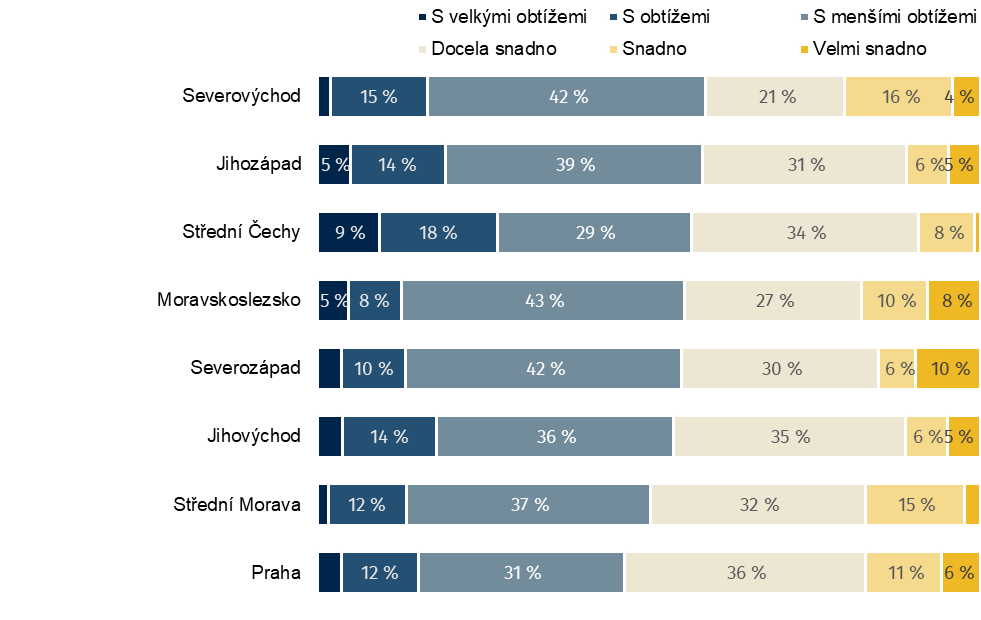 S velkými obtížemi S obtížemi S menšími obtížemi
Docela snadno Snadno Velmi snadno
Severovýchod 15 % 42 % 21 % 16 % 4 %
Jihozápad 5 % 14 % 39 % 31 % 6 % 5 %
Střední Čechy 9 % 18 % 29 % 34 % 8 %
Moravskoslezsko 5 % 8 % 43 % 27 % 10 % 8 %
Severozápad 10 % 42 % 30 % 6 % 10 %
Jihovýchod 14 % 36 % 35 % 6 % 5 %
Střední Morava 12 % 37 % 32 % 15 %
Praha 12 % 31 % 36 % 11 % 6 %